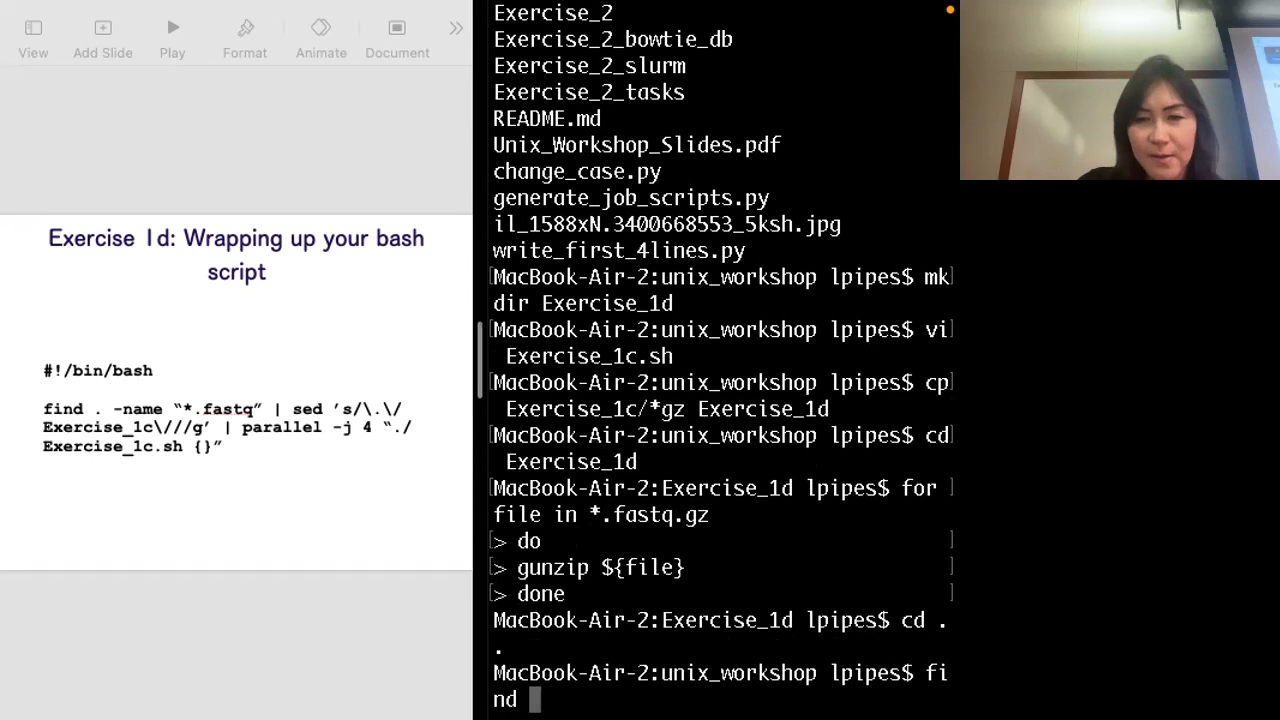 View
Add Slide
Play
Format
Animate
Document
Exercise 1d: Wrapping up your bash
script
#!/bin/bash
find . -name “*.fastq” | sed ’s/\.\/
Exercise_1c\///g’ | parallel -j 4 “./
Exercise_1c.sh {}”
Exercise_2
Exercise_2_bowtie_db
Exercise_2_slurm
Exercise_2_tasks
README.md
Unix_Workshop_Slides.pdf
change_case.py
generate_job_scripts.py
il_1588xN.3400668553_5ksh.jpg
write_first_4lines.py
[MacBook-Air-2:unix_workshop lpipes$ mk]
dir Exercise_1d
[MacBook-Air-2:unix_workshop lpipes$ vi]
 Exercise_1c.sh
[MacBook-Air-2:unix_workshop lpipes$ cp]
 Exercise_1c/*gz Exercise_1d
[MacBook-Air-2:unix_workshop lpipes$ cd]
 Exercise_1d
[MacBook-Air-2:Exercise_1d lpipes$ for ]
file in *.fastq.gz
[> do ]
[> gunzip ${file} ]
[> done ]
MacBook-Air-2:Exercise_1d lpipes$ cd .
.
MacBook-Air-2:unix_workshop lpipes$ fi
nd